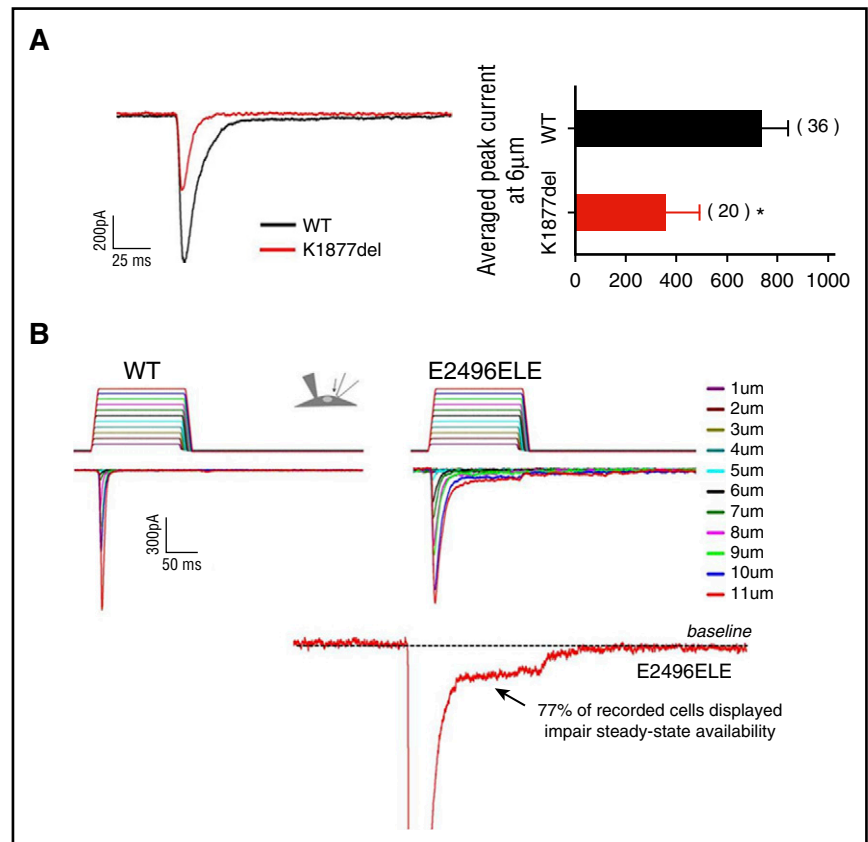 A
200pA
25 ms
WT
K1877del
Averaged peak current
at 6µm
WT
K1877del
( 36 )
( 20 ) *
0 200 400 600 800 1000
B
WT
E2496ELE
300pA
50 ms
1um
2um
3um
4um
5um
6um
7um
8um
9um
10um
11um
baseline
E2496ELE
77% of recorded cells displayed
impair steady-state availability